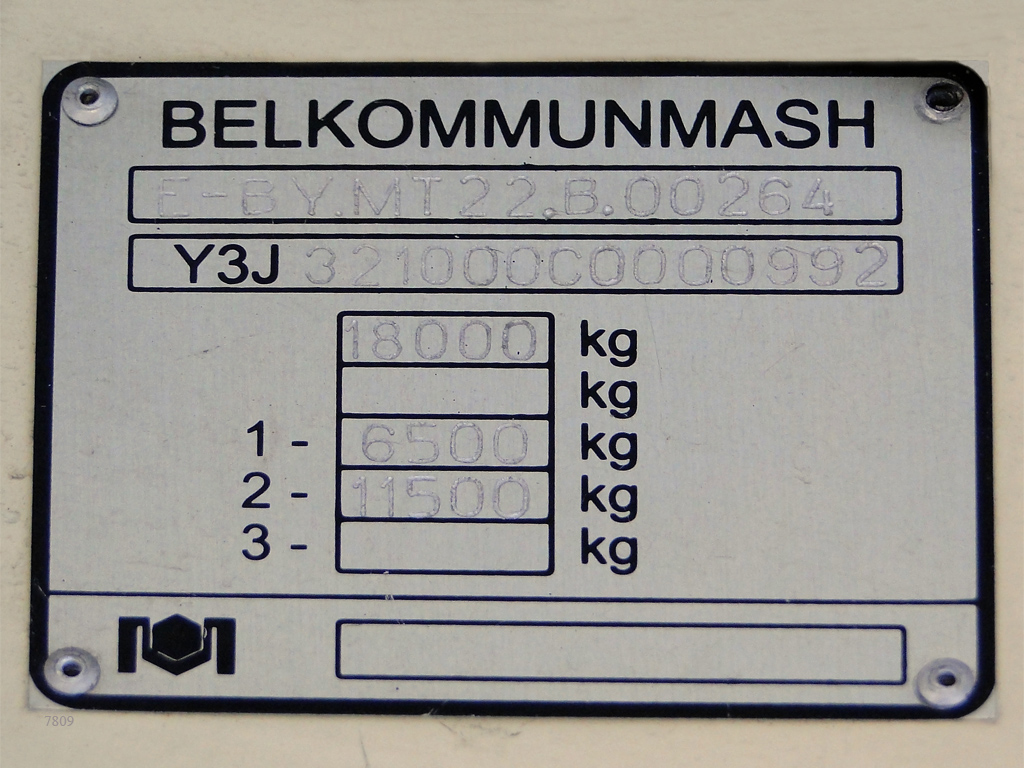 BELKOMMUNMASH
E-BY.MT22.B.00264
Y3J 321000C0000992
18000 kg
kg
1 - 6500 kg
2 - 11500 kg
3 - kg
7809